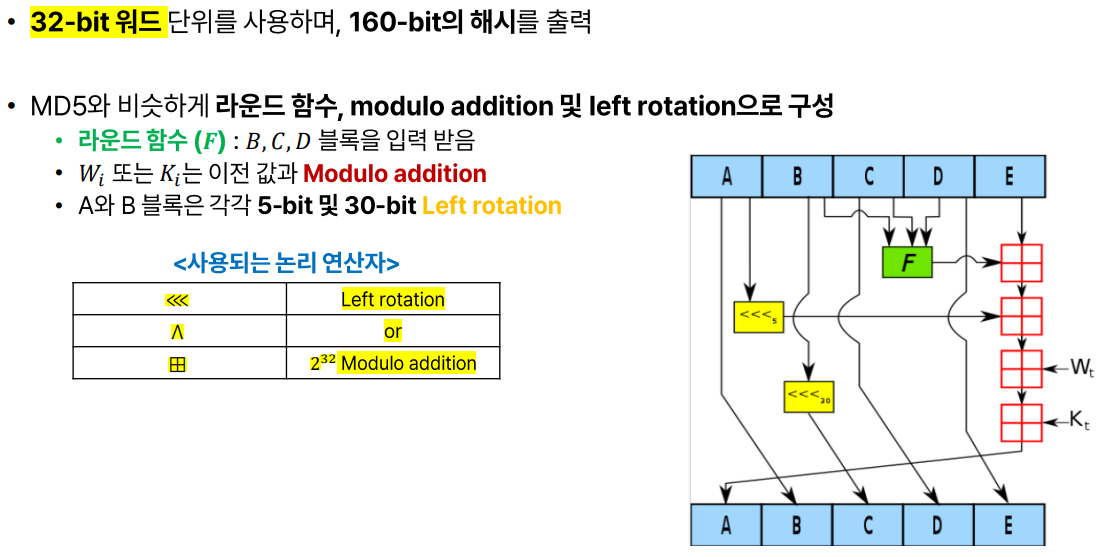 • 32-bit 워드 단위를 사용하며, 160-bit의 해시를 출력
• MD5와 비슷하게 라운드 함수, modulo addition 및 left rotation으로 구성
• 라운드 함수 (F) : B, C, D 블록을 입력 받음
• Wᵢ 또는 Kᵢ는 이전 값과 Modulo addition
• A와 B 블록은 각각 5-bit 및 30-bit Left rotation
<사용되는 논리 연산자>
⋘ Left rotation
∧ or
⊞ 2³² Modulo addition
A B C D E
F
<<<₅
Wₜ
<<<₃₀
Kₜ
A B C D E